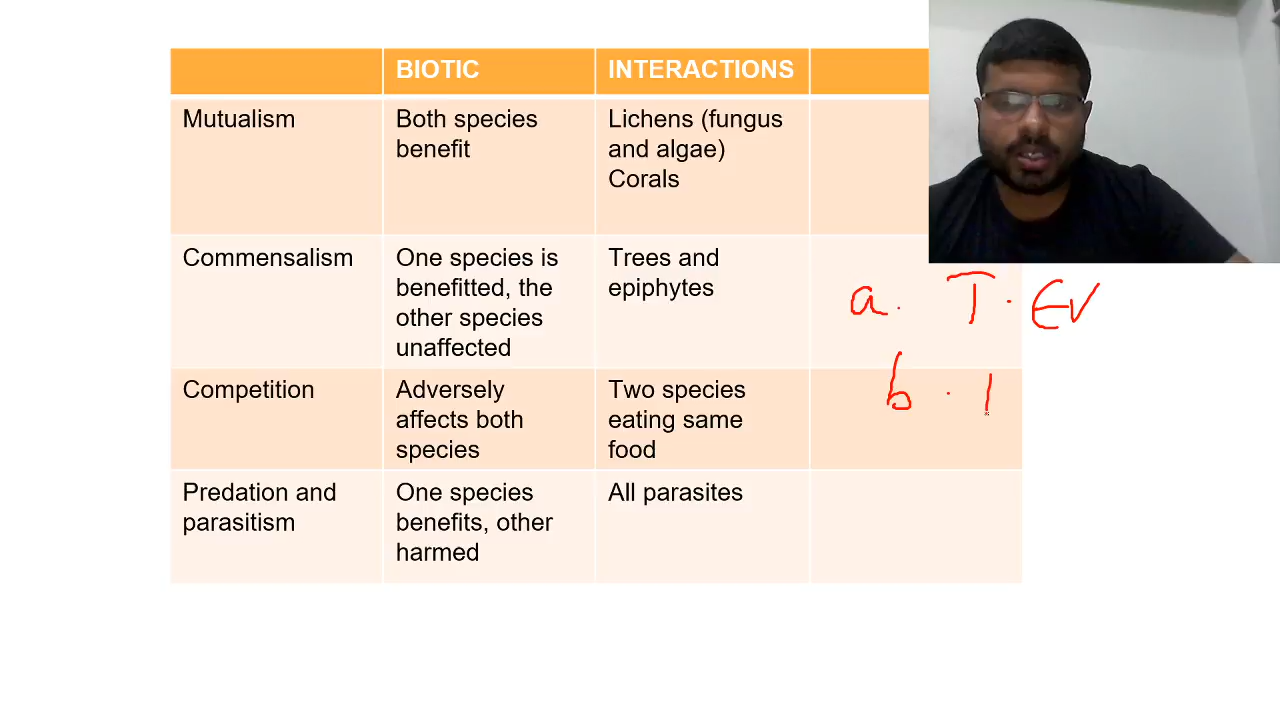 BIOTIC INTERACTIONS
Mutualism
Both species
benefit
Lichens (fungus
and algae)
Corals
Commensalism
One species is
benefitted, the
other species
unaffected
Trees and
epiphytes
a. T. EV
Competition
Adversely
affects both
species
Two species
eating same
food
b.
Predation and
parasitism
One species
benefits, other
harmed
All parasites